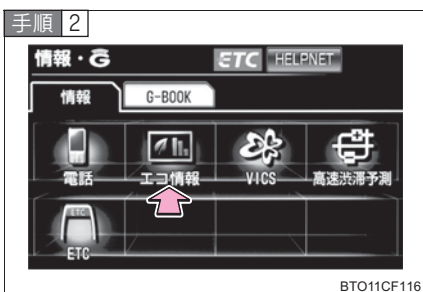 手順 2
情報・G ETC HELPNET
情報 G-BOOK
電話 エコ情報 VICS 高速渋滞予測
ETC
ETC
BTO11CF116